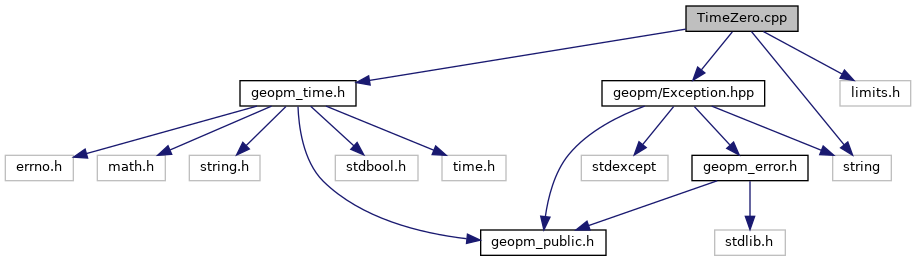 TimeZero.cpp
geopm_time.h
geopm/Exception.hpp
limits.h
errno.h
math.h
string.h
stdbool.h
time.h
stdexcept
geopm_error.h
string
geopm_public.h
stdlib.h